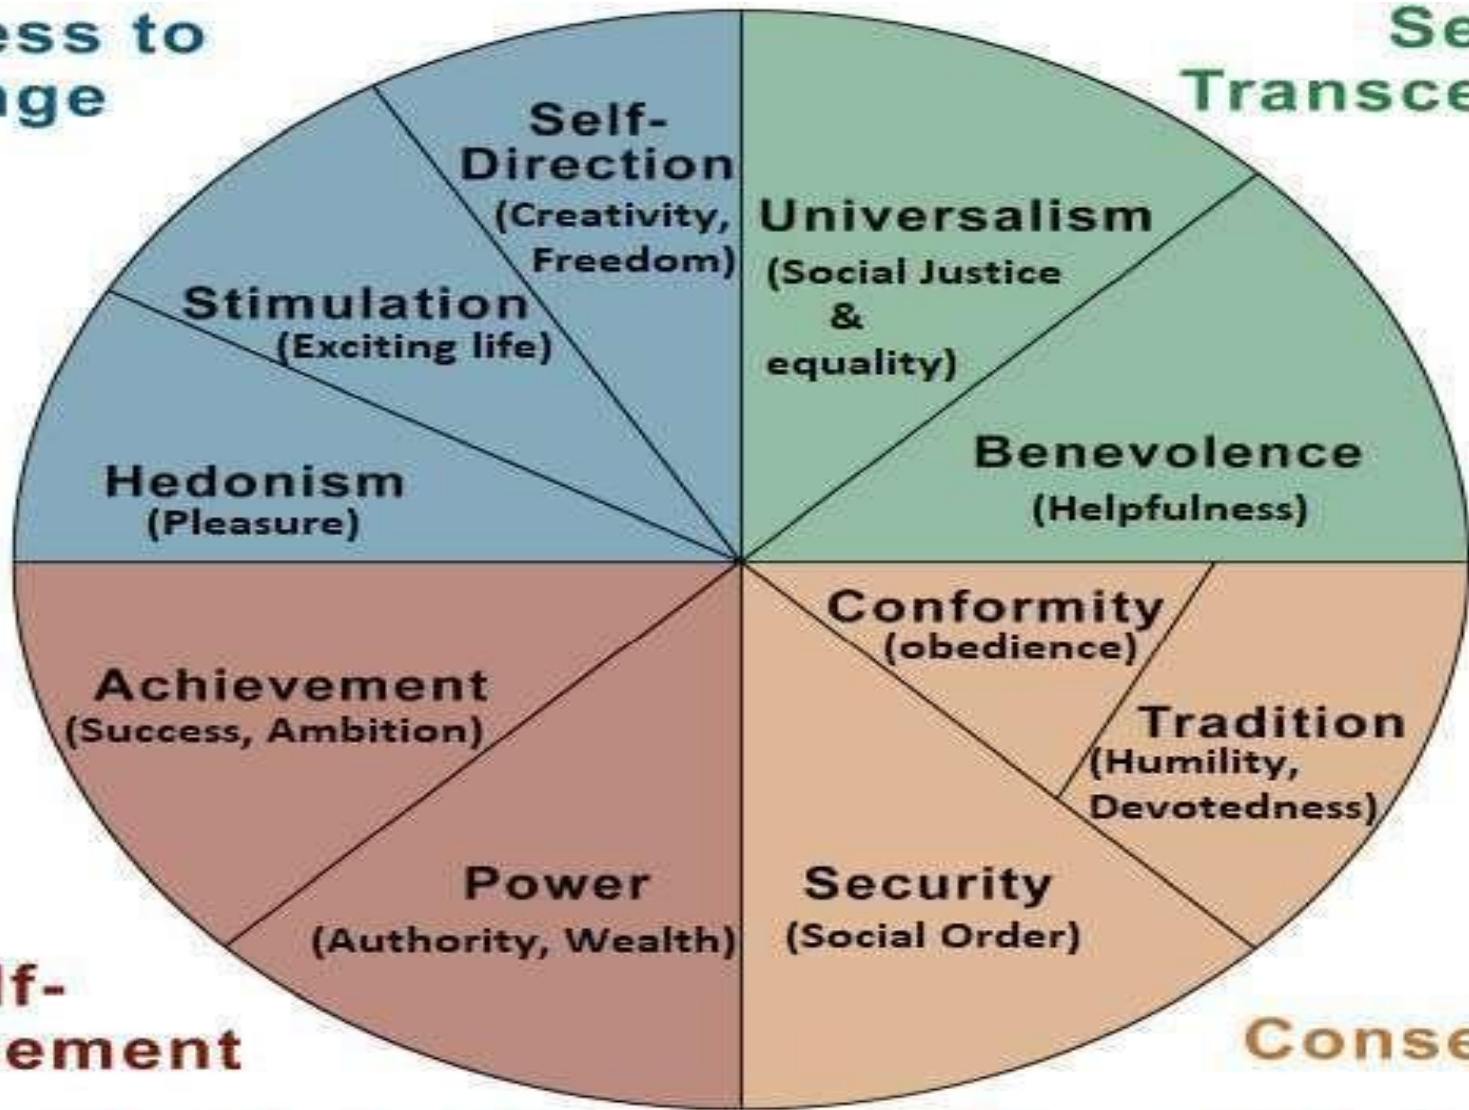 ess to
nge
Se
Transce
Self-
Direction
(Creativity,
Freedom)
Universalism
(Social Justice
&
equality)
Stimulation
(Exciting life)
Hedonism
(Pleasure)
Benevolence
(Helpfulness)
Conformity
(obedience)
Tradition
(Humility,
Devotedness)
Achievement
(Success, Ambition)
Power
(Authority, Wealth)
Security
(Social Order)
lf-
ement
Conse